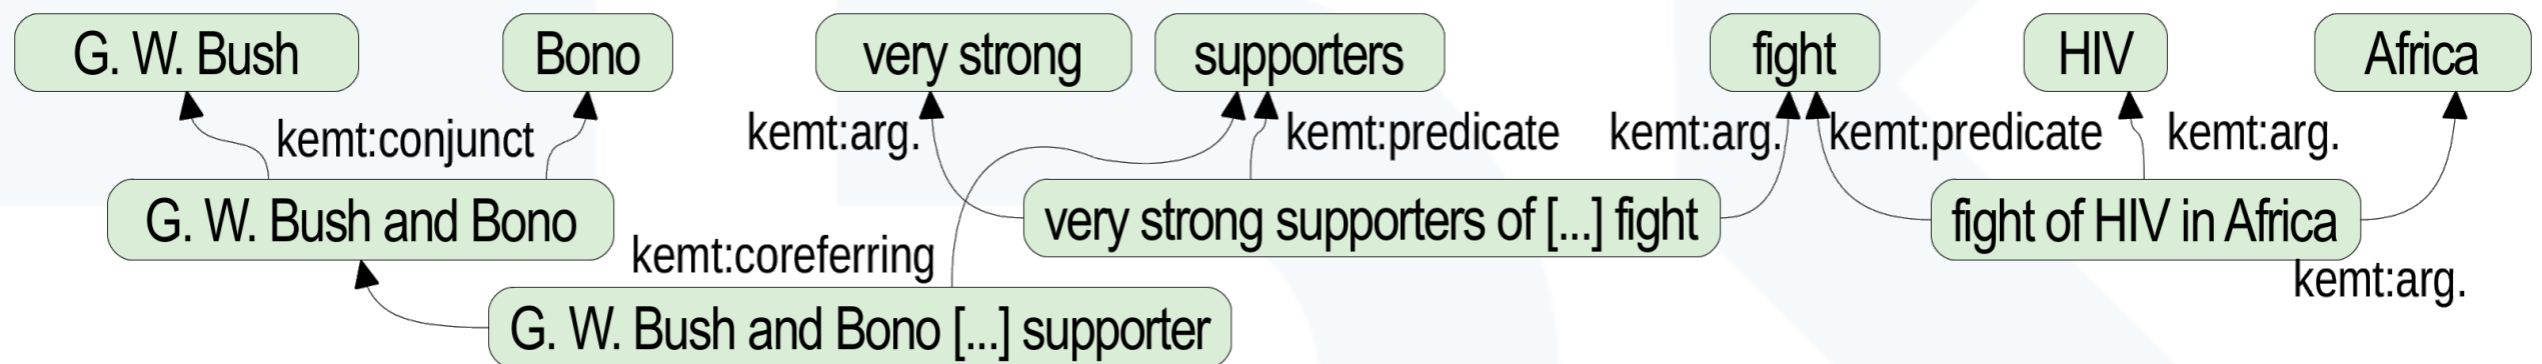 G. W. Bush
Bono
very strong
supporters
fight
HIV
Africa
kemt:conjunct
kemt:arg.
kemt:predicate
kemt:arg.
kemt:predicate
kemt:arg.
G. W. Bush and Bono
very strong supporters of [...] fight
fight of HIV in Africa
kemt:coreferring
kemt:arg.
G. W. Bush and Bono [...] supporter